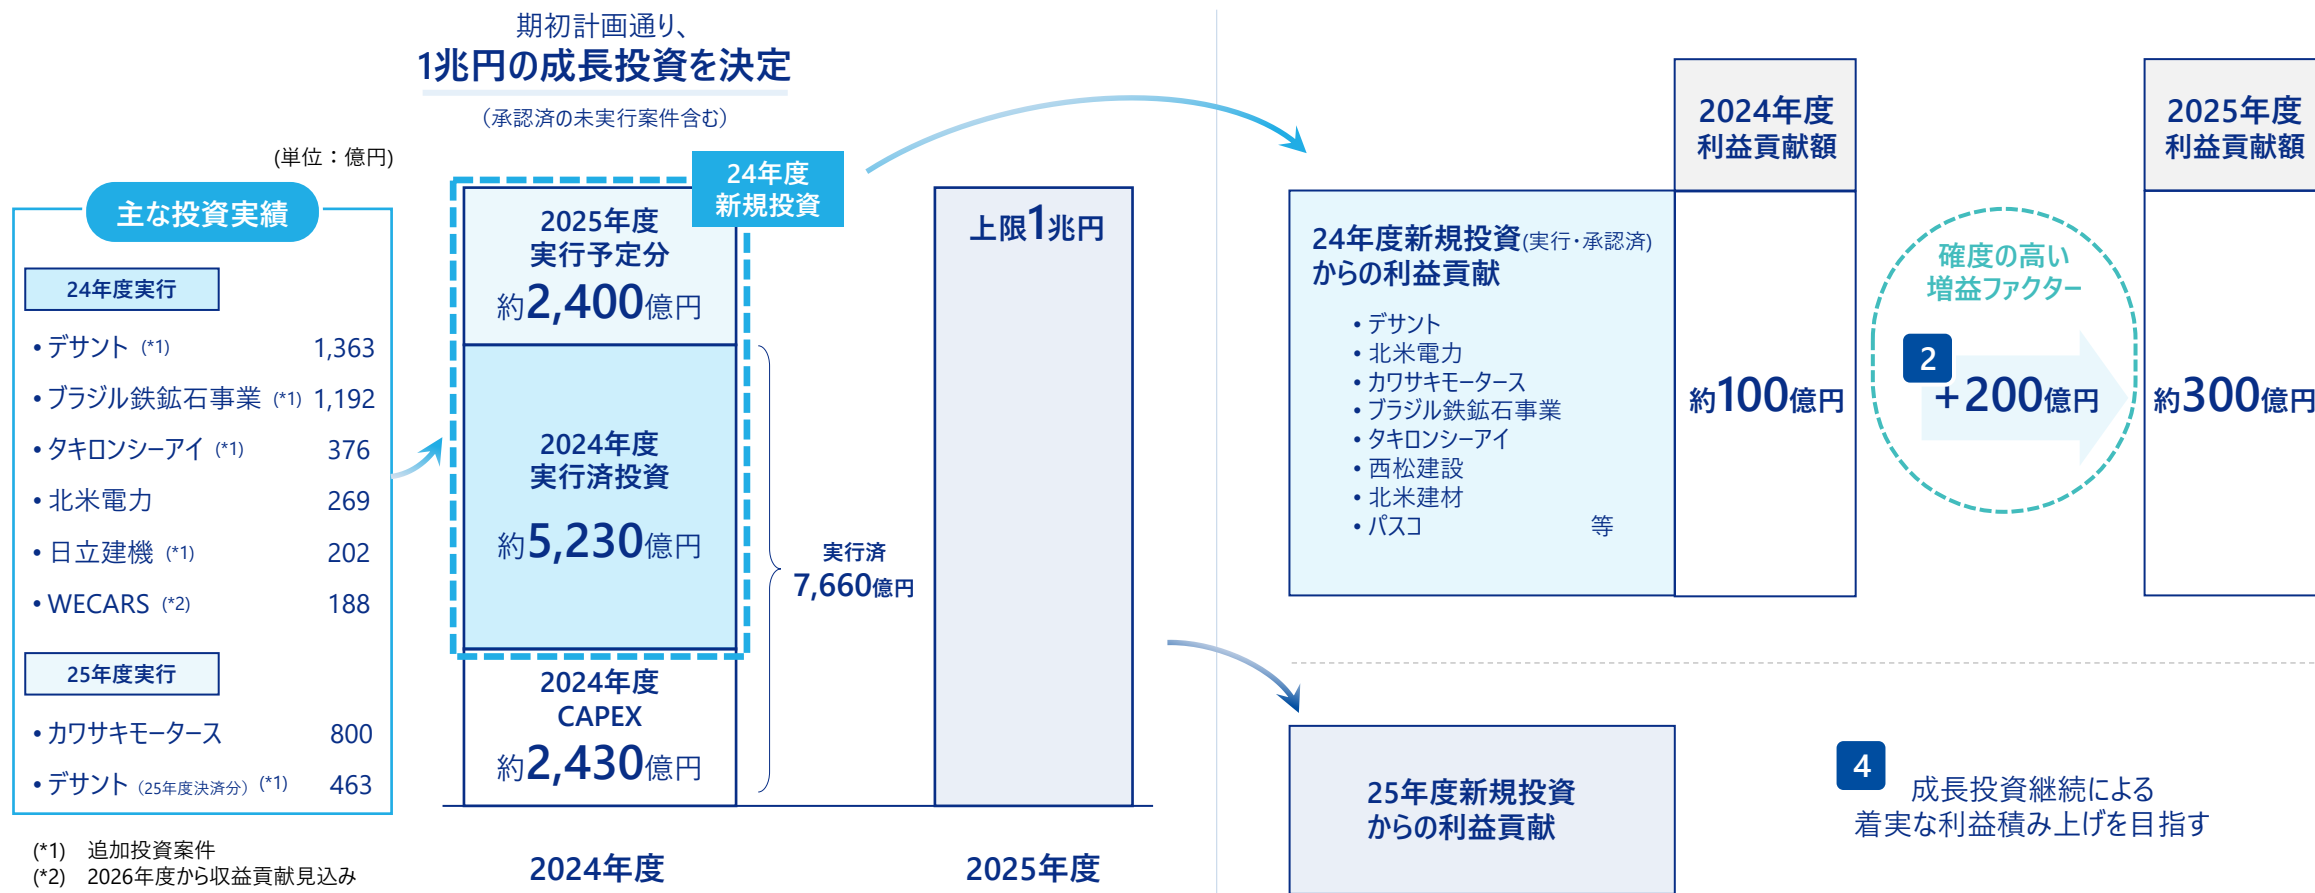 期初計画通り、
1兆円の成長投資を決定
（承認済の未実行案件含む）
(単位：億円)
主な投資実績
24年度実行
• デサント (*1) 1,363
• ブラジル鉄鉱石事業 (*1) 1,192
• タキロンシーアイ (*1) 376
• 北米電力 269
• 日立建機 (*1) 202
• WECARS (*2) 188
25年度実行
• カワサキモータース 800
• デサント （25年度決済分） (*1) 463
(*1) 追加投資案件
(*2) 2026年度から収益貢献見込み
24年度
新規投資
2025年度
実行予定分
約2,400億円
2024年度
実行済投資
約5,230億円
2024年度
CAPEX
約2,430億円
実行済
7,660億円
2024年度
上限1兆円
2025年度
2024年度
利益貢献額
2025年度
利益貢献額
24年度新規投資(実行・承認済)
からの利益貢献
• デサント
• 北米電力
• カワサキモータース
• ブラジル鉄鉱石事業
• タキロンシーアイ
• 西松建設
• 北米建材
• パスコ 等
約100億円
確度の高い
増益ファクター
2
+200億円
約300億円
25年度新規投資
からの利益貢献
4
成長投資継続による
着実な利益積み上げを目指す